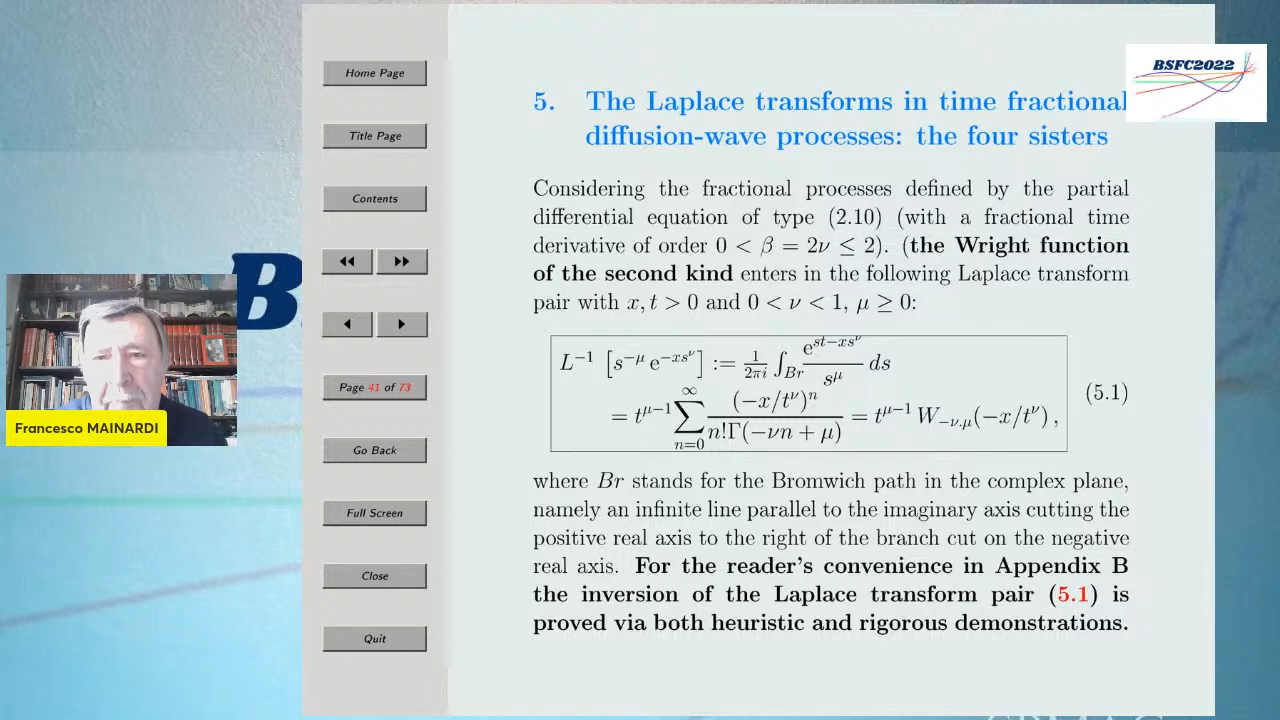 BSFC2022
Home Page
Title Page
Contents
Page 41 of 73
Go Back
Full Screen
Close
Quit
B
Francesco MAINARDI
5. The Laplace transforms in time fractional
diffusion-wave processes: the four sisters
Considering the fractional processes defined by the partial
differential equation of type (2.10) (with a fractional time
derivative of order 0 < β = 2ν ≤ 2). (the Wright function
of the second kind enters in the following Laplace transform
pair with x, t > 0 and 0 < ν < 1, μ ≥ 0:
L⁻¹ [s^{-μ} e^{-xs^ν}] := \frac{1}{2πi} ∫_{Br} \frac{e^{st-xs^ν}}{s^μ} ds
= t^{μ-1} \sum_{n=0}^{∞} \frac{(-x/t^ν)^n}{n!Γ(-νn + μ)} = t^{μ-1} W_{-ν.μ}(-x/t^ν) ,
(5.1)
where Br stands for the Bromwich path in the complex plane,
namely an infinite line parallel to the imaginary axis cutting the
positive real axis to the right of the branch cut on the negative
real axis. For the reader's convenience in Appendix B
the inversion of the Laplace transform pair (5.1) is
proved via both heuristic and rigorous demonstrations.